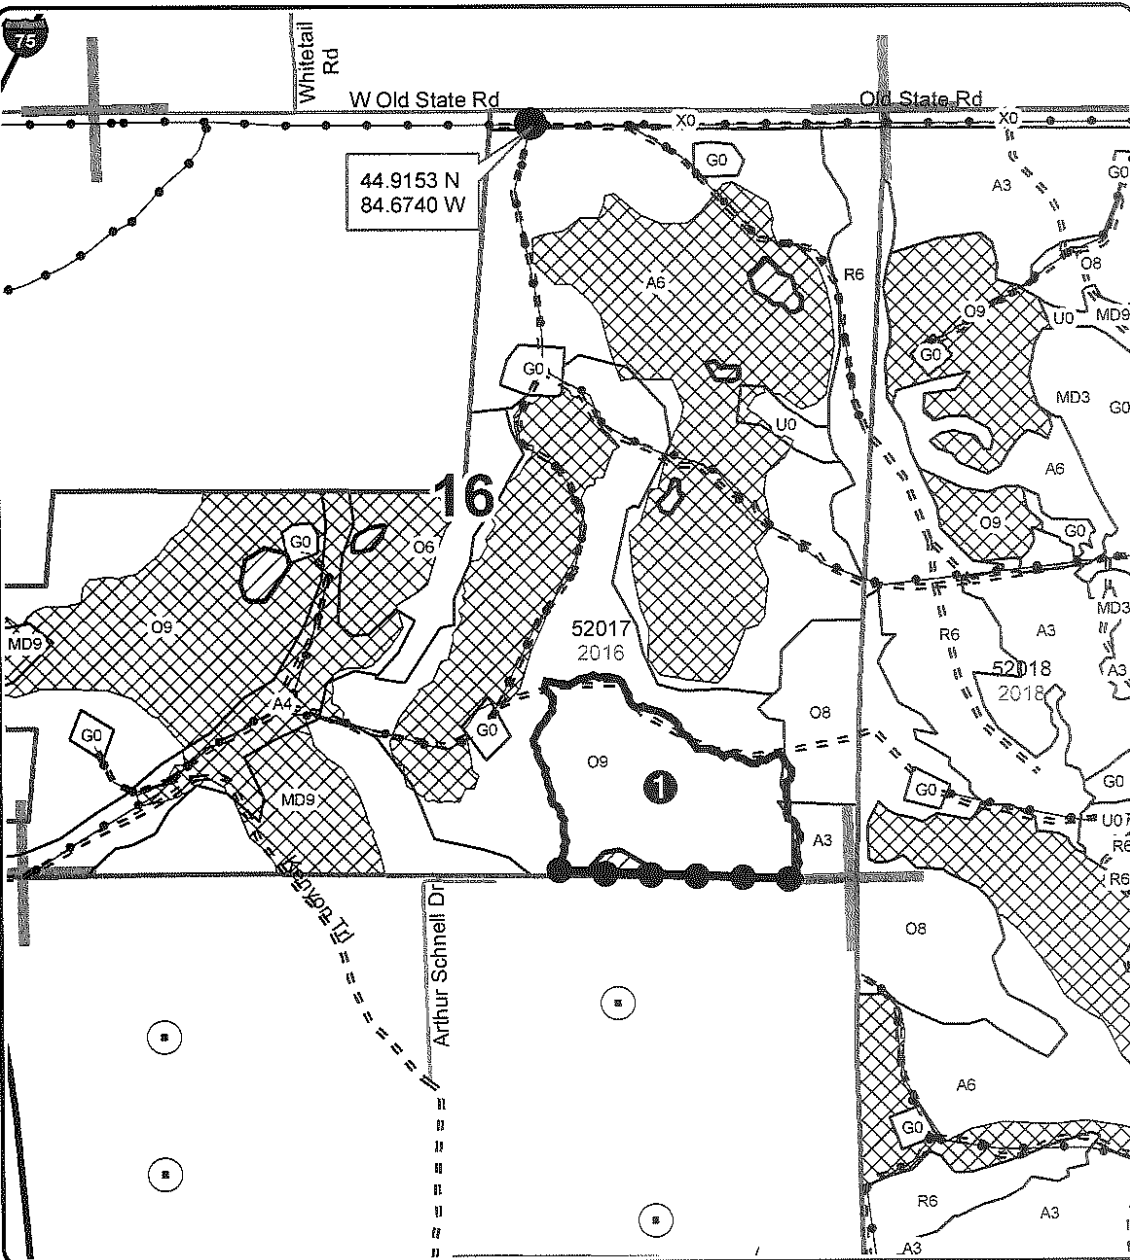 75
Whitetail
Rd
W Old State Rd
Old State Rd
X0
X0
G0
G0
44.9153 N
84.6740 W
A3
A6
R6
O8
O9
U0
MD9
G0
G0
MD3
G0
U0
A6
16
G0
O6
O9
G0
O9
MD9
52017
2016
R6
A3
MD3
52018
2018
A3
A4
G0
G0
O8
O9
1
MD9
G0
G0
U07
A3
R6
R6
Kenyon Trl
Arthur Schnell Dr
O8
A6
G0
R6
A3
A3